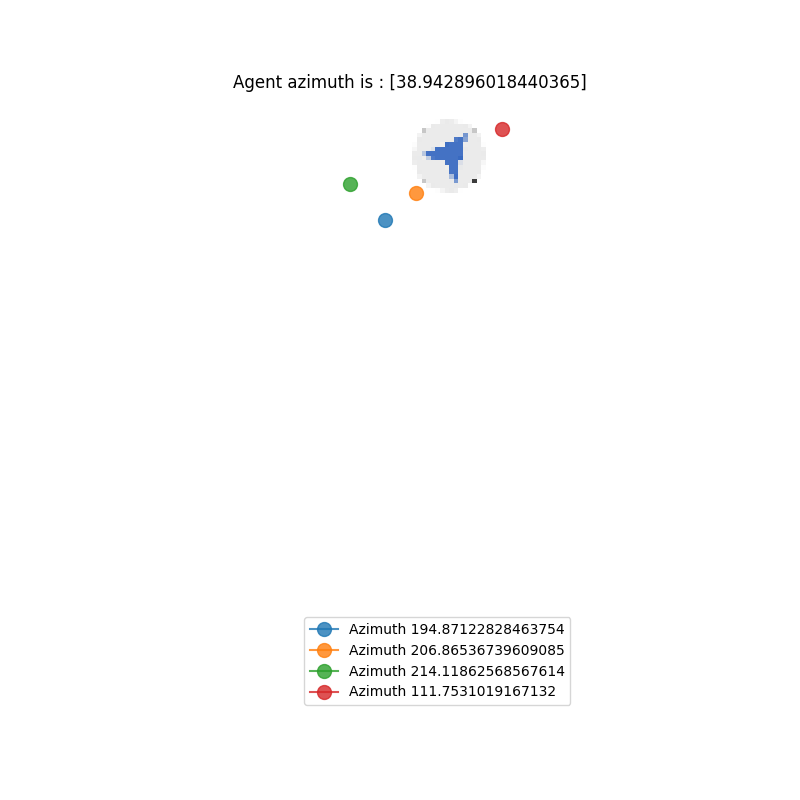 Agent azimuth is : [38.942896018440365]
Azimuth 194.87122828463754
Azimuth 206.86536739609085
Azimuth 214.11862568567614
Azimuth 111.7531019167132